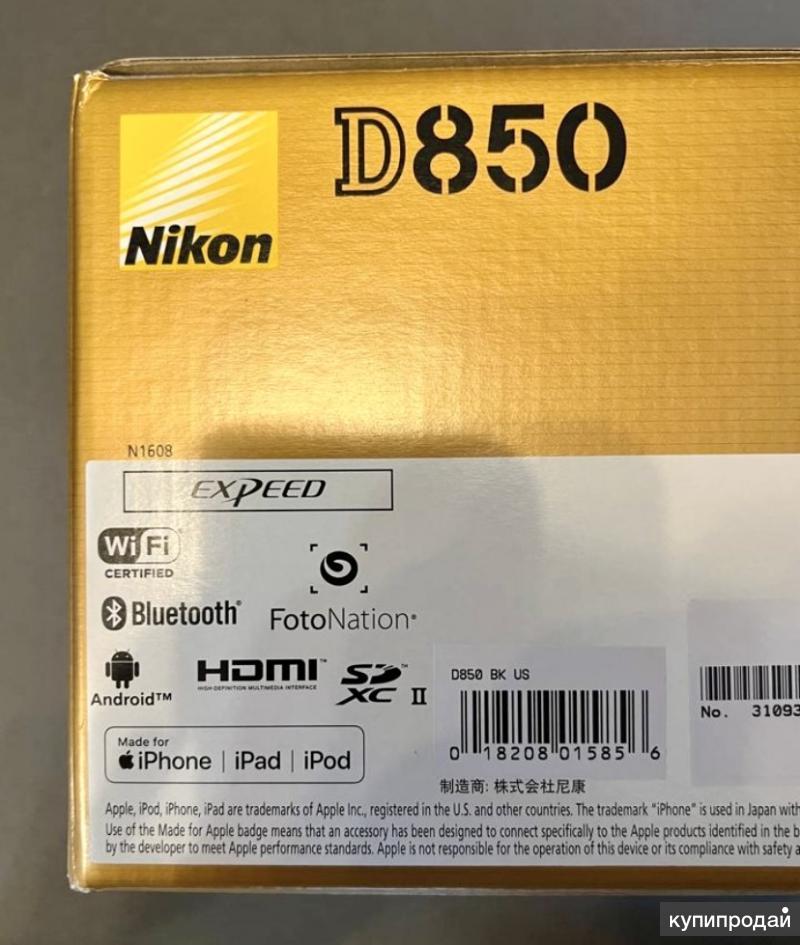 Nikon
D850
N1608
EXPEED
Wi Fi
CERTIFIED
Bluetooth®
FotoNation®
Android™
HDMI™
HIGH-DEFINITION MULTIMEDIA INTERFACE
SD XC II™
D850 BK US
0 18208 01585 6
No. 31093
Made for
iPhone | iPad | iPod
制造商: 株式会社尼康
Apple, iPod, iPhone, iPad are trademarks of Apple Inc., registered in the U.S. and other countries. The trademark "iPhone" is used in Japan with
Use of the Made for Apple badge means that an accessory has been designed to connect specifically to the Apple products identified in the b
by the developer to meet Apple performance standards. Apple is not responsible for the operation of this device or its compliance with safety a
купипродай